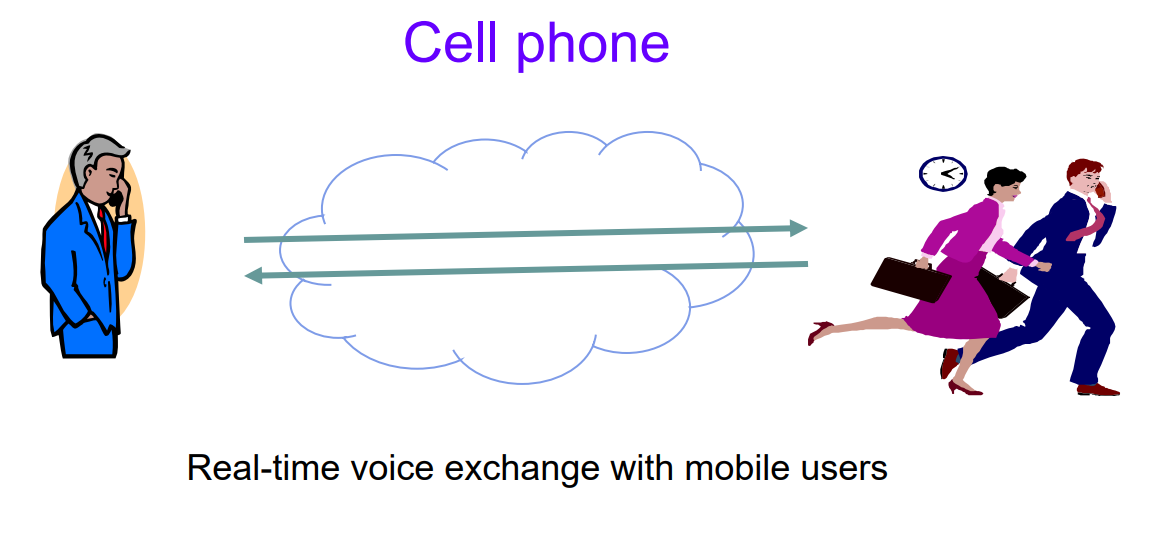 Cell phone
Real-time voice exchange with mobile users